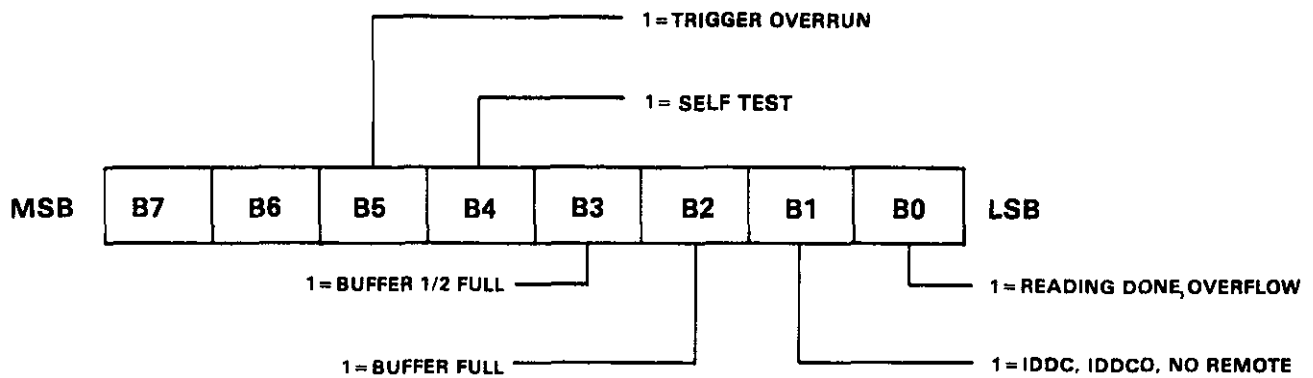 1=TRIGGER OVERRUN
1= SELF TEST
MSB B7 B6 B5 B4 B3 B2 B1 B0 LSB
1=BUFFER 1/2 FULL
1=READING DONE,OVERFLOW
1=BUFFER FULL
1=IDDC, IDDCO, NO REMOTE